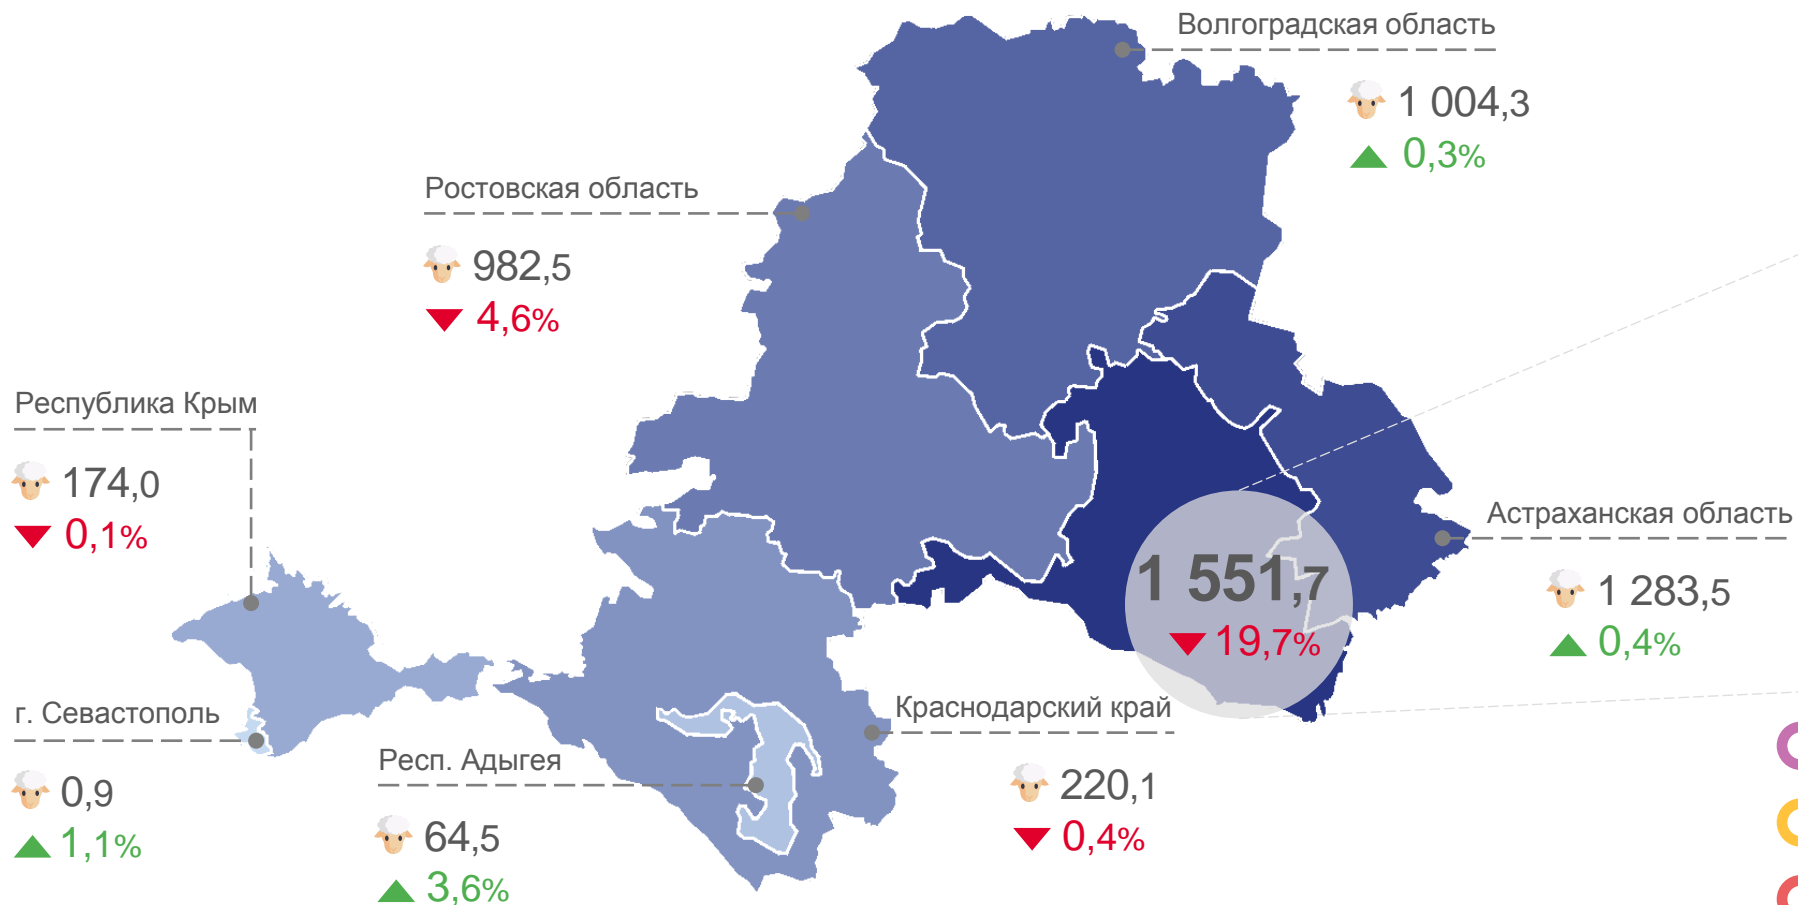 Волгоградская область
1 004,3
0,3%
Ростовская область
982,5
4,6%
Республика Крым
174,0
0,1%
1 551,7
19,7%
Астраханская область
1 283,5
0,4%
г. Севастополь
0,9
1,1%
Респ. Адыгея
64,5
3,6%
Краснодарский край
220,1
0,4%